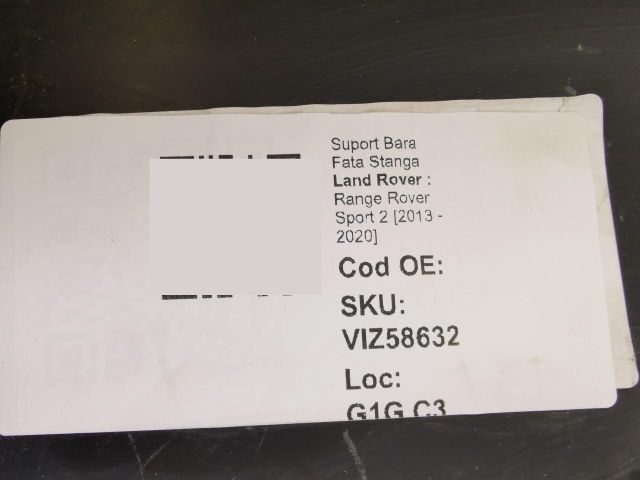 Suport Bara
Fata Stanga
Land Rover :
Range Rover
Sport 2 [2013 -
2020]
Cod OE:
SKU:
VIZ58632
Loc:
G1G C3